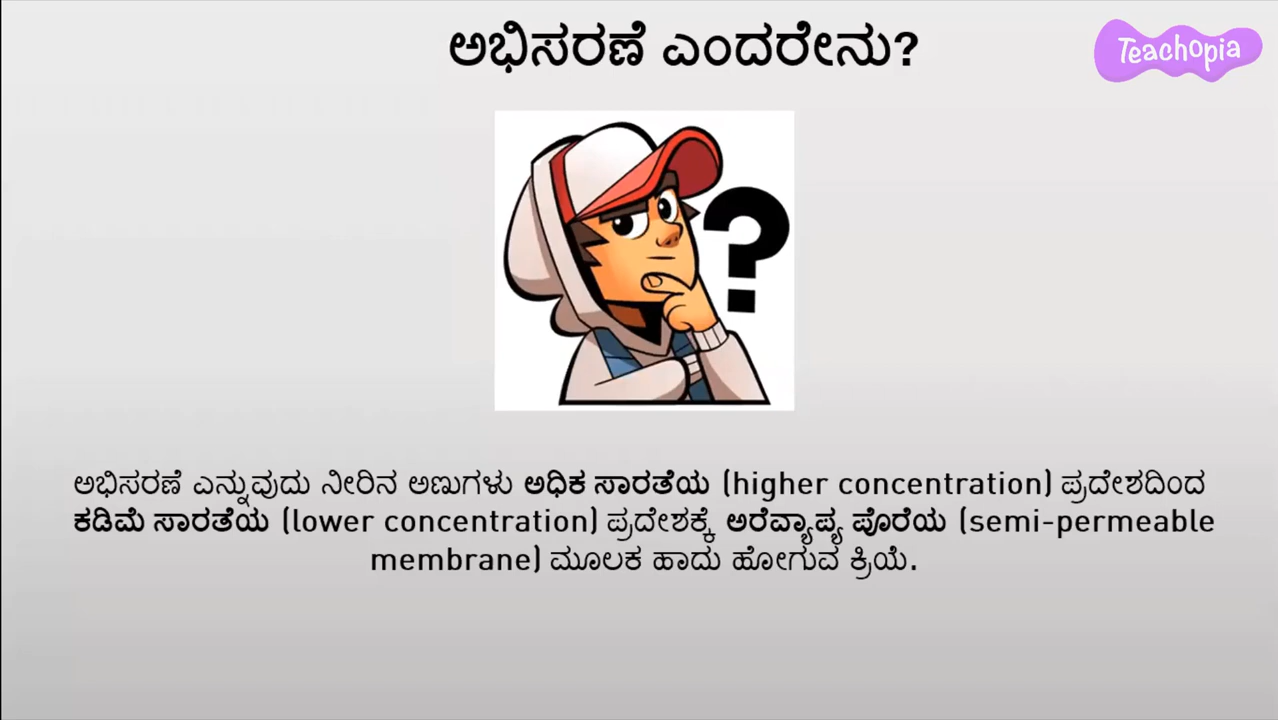 ಅಭಿಸರಣೆ ಎಂದರೇನು?
Teachopia
?
ಅಭಿಸರಣೆ ಎನ್ನುವುದು ನೀರಿನ ಅಣುಗಳು ಅಧಿಕ ಸಾರತೆಯ (higher concentration) ಪ್ರದೇಶದಿಂದ
ಕಡಿಮೆ ಸಾರತೆಯ (lower concentration) ಪ್ರದೇಶಕ್ಕೆ ಅರೆವ್ಯಾಪ್ಯ ಪೊರೆಯ (semi-permeable
membrane) ಮೂಲಕ ಹಾದು ಹೋಗುವ ಕ್ರಿಯೆ.